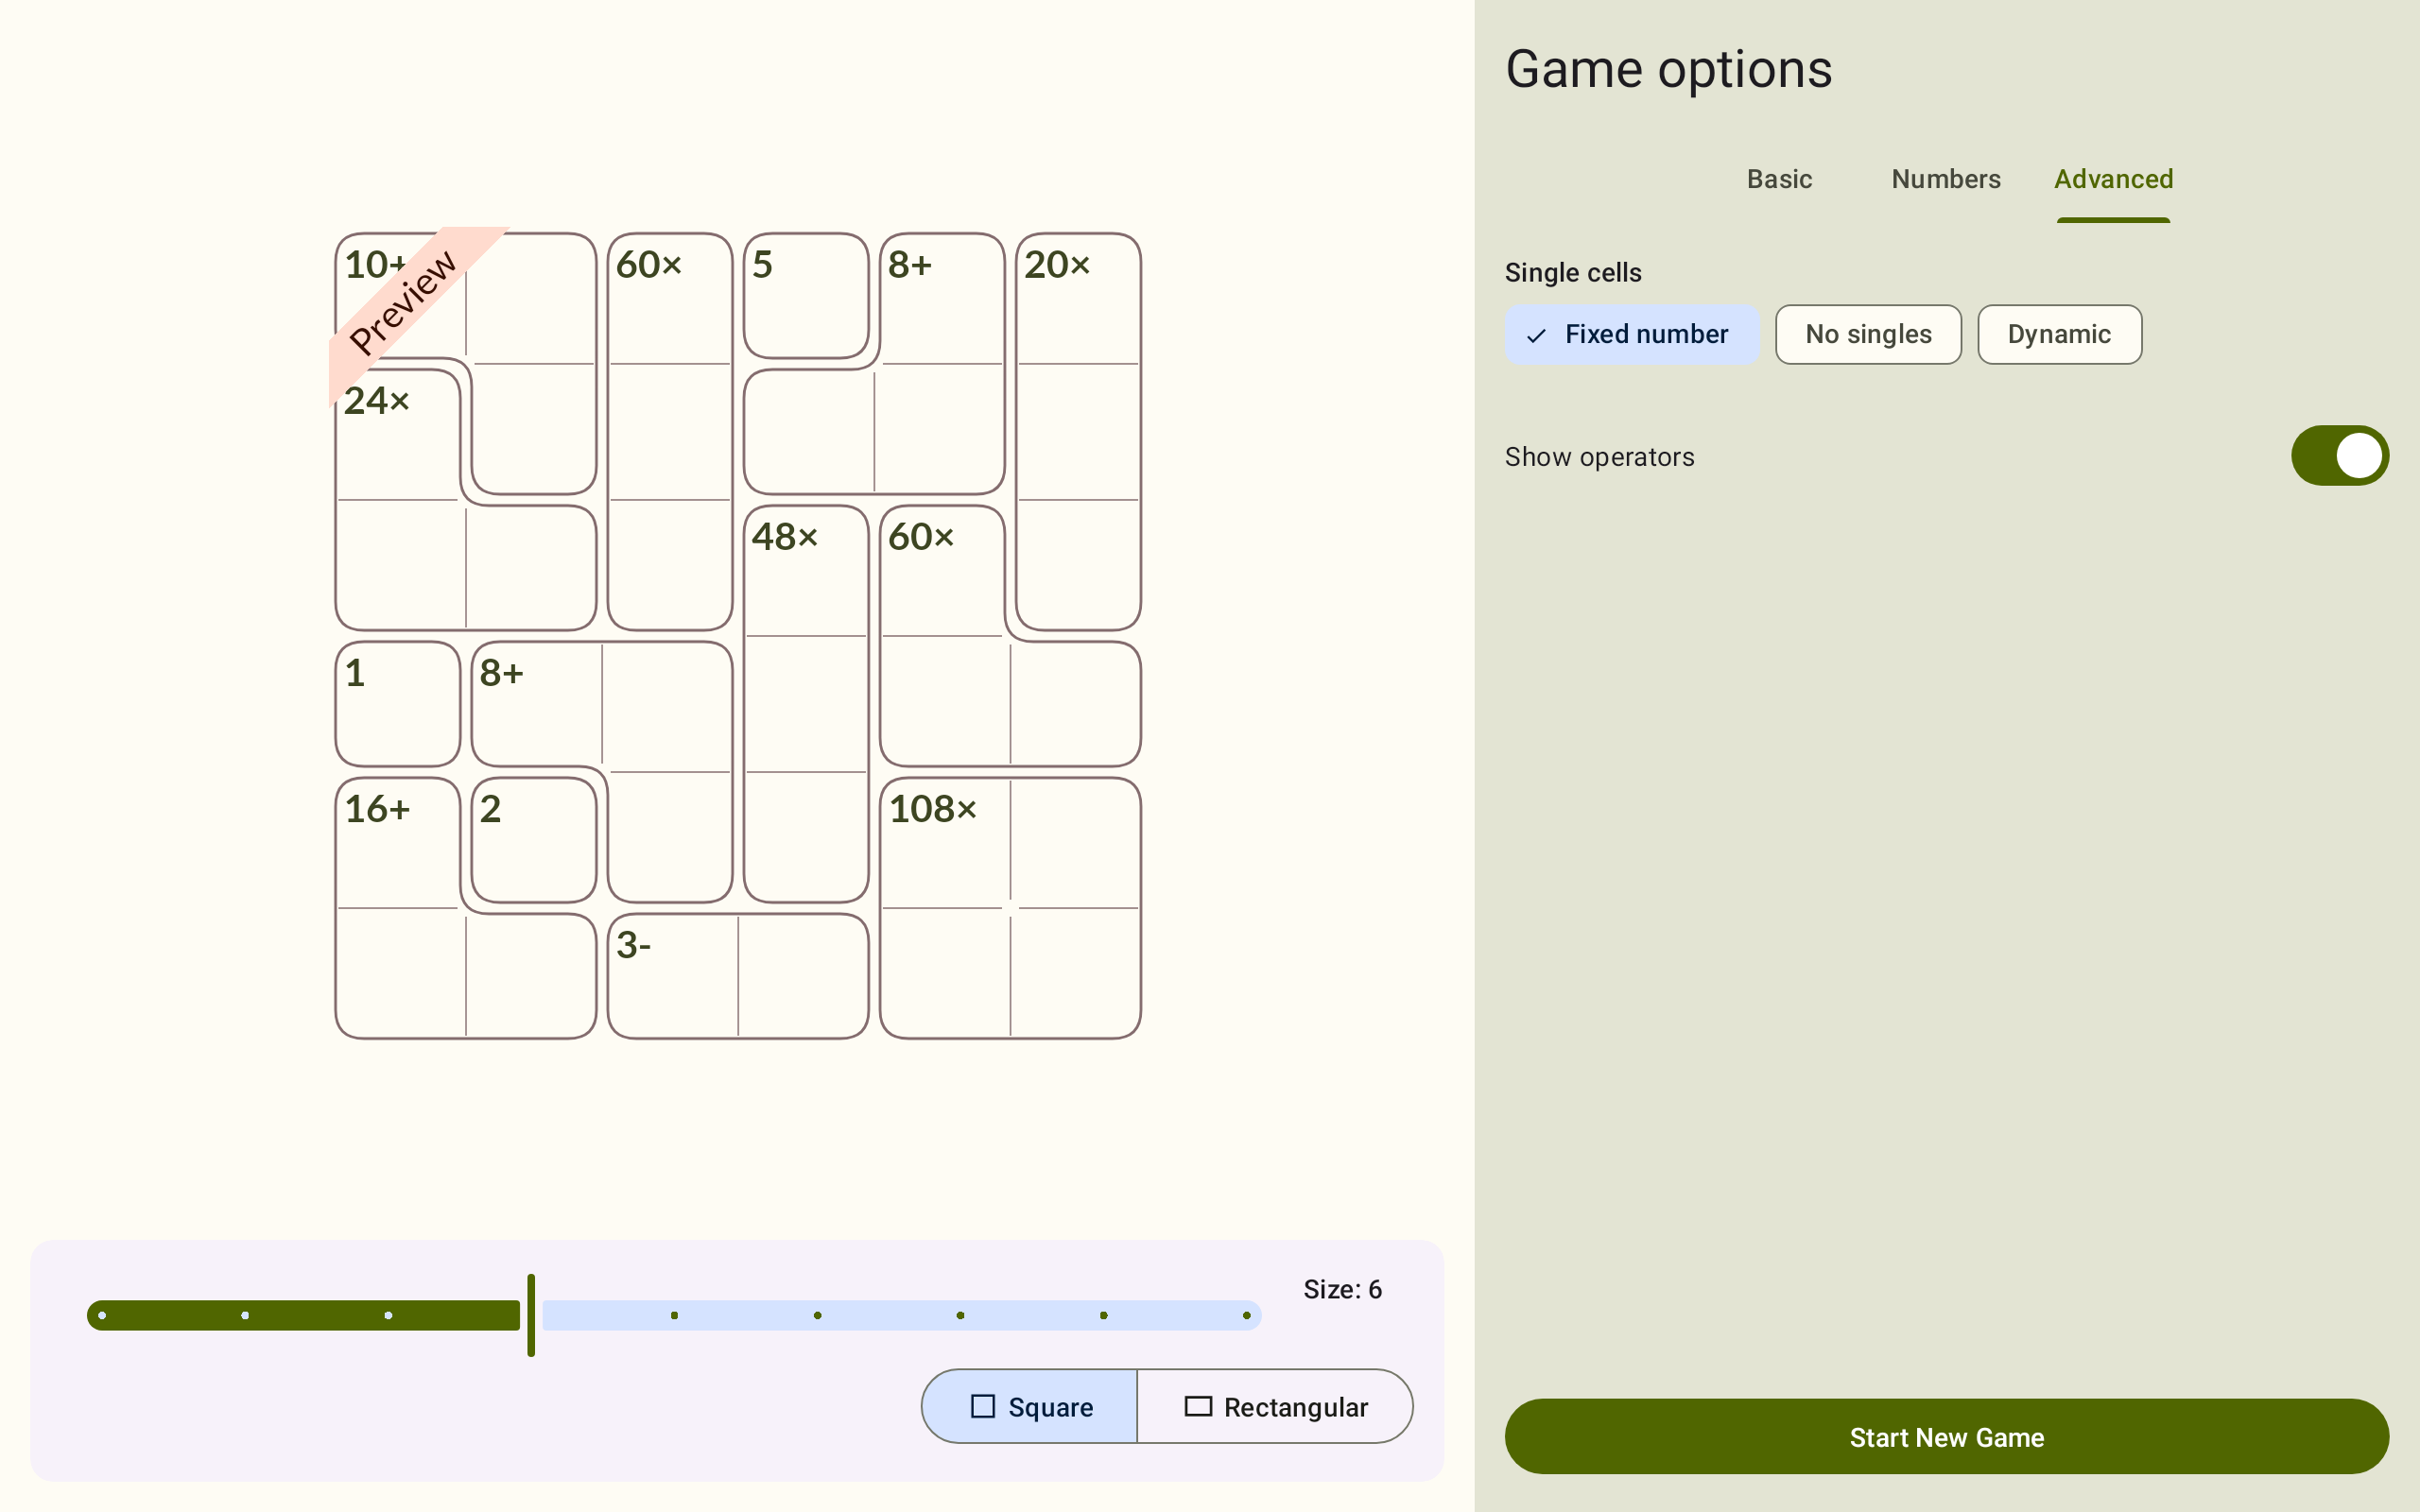 Game options
Basic Numbers Advanced
Single cells
Fixed number No singles Dynamic
Show operators
Start New Game
Preview
10+ 60× 5 8+ 20×
24×
48× 60×
1 8+
16+ 2 108×
3-
Size: 6
Square Rectangular